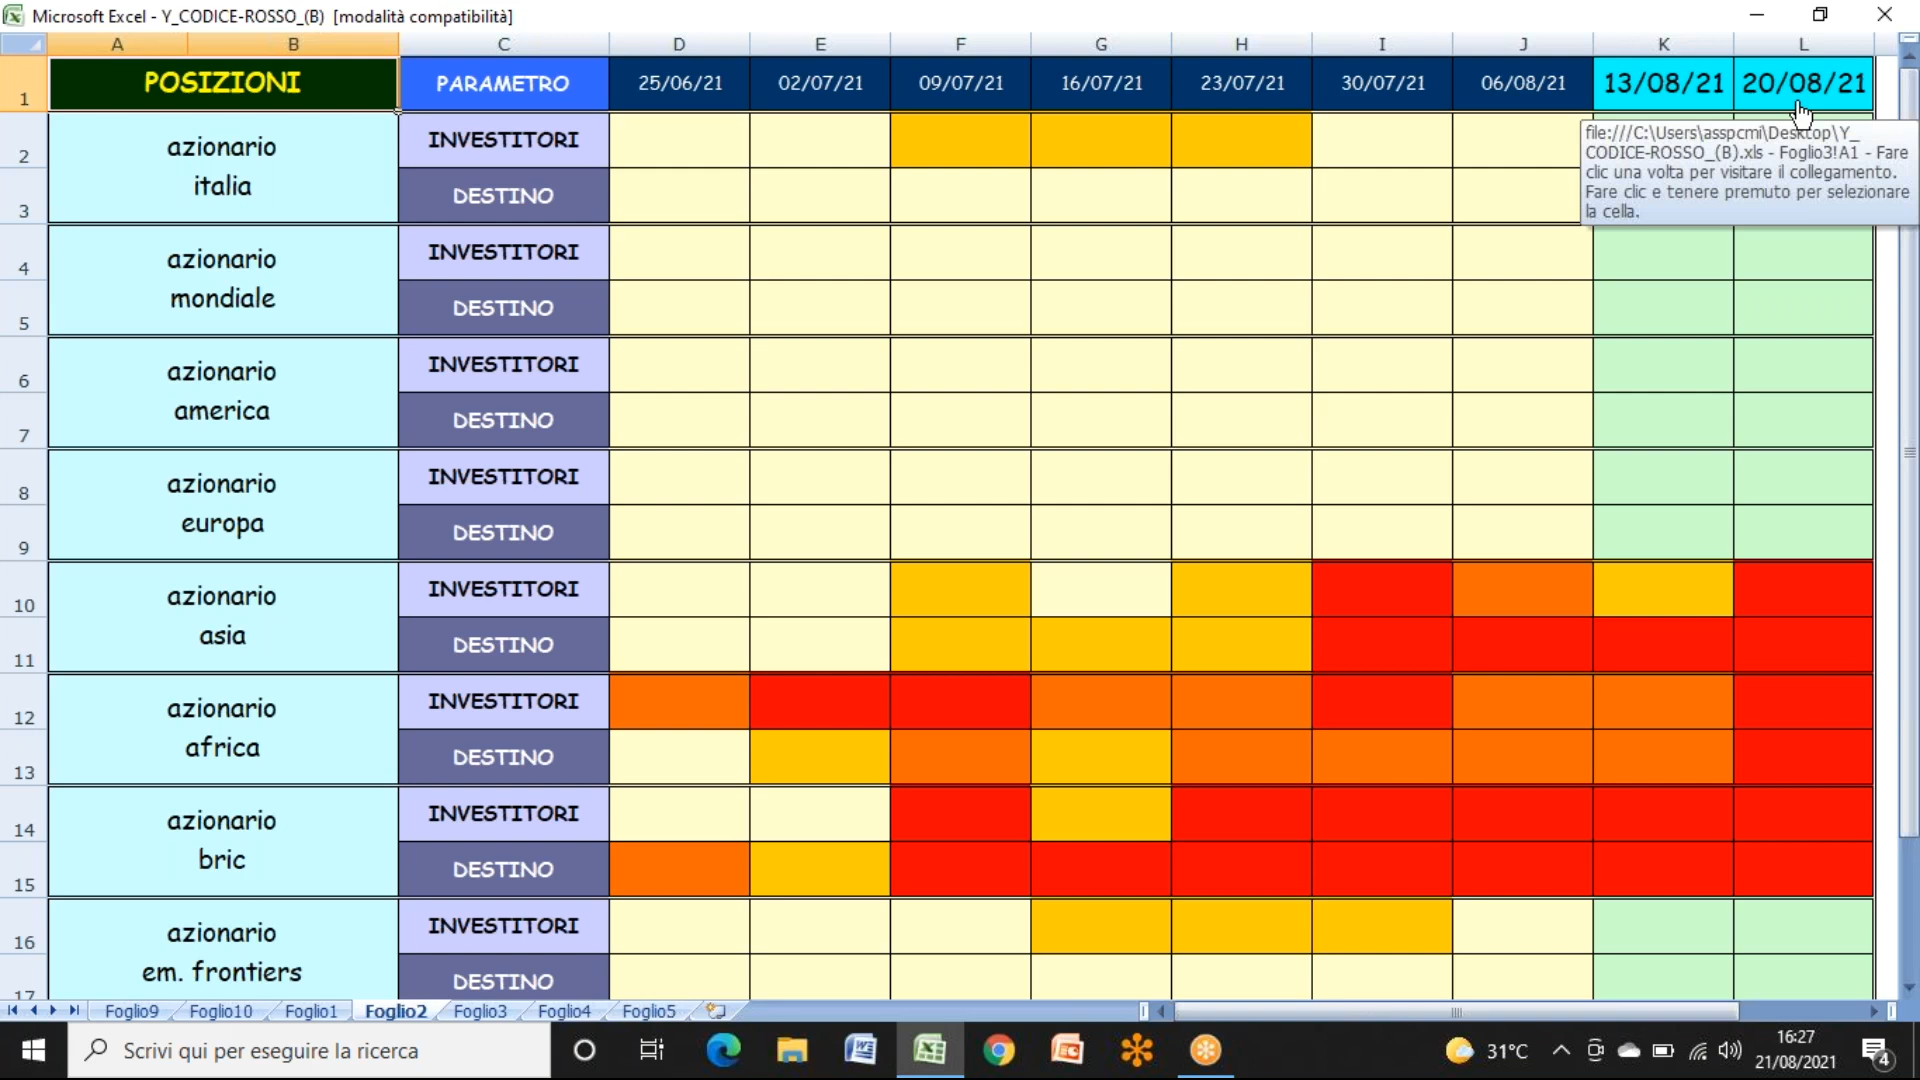 Microsoft Excel - Y_CODICE-ROSSO_(B) [modalità compatibilità]
A B C D E F G H I J K L
1 POSIZIONI PARAMETRO 25/06/21 02/07/21 09/07/21 16/07/21 23/07/21 30/07/21 06/08/21 13/08/21 20/08/21
file:///C:\Users\asspcmi\Desktop\Y_
CODICE-ROSSO_(B).xls - Foglio3!A1 - Fare
clic una volta per visitare il collegamento.
Fare clic e tenere premuto per selezionare
la cella.
2 azionario INVESTITORI
3 italia DESTINO
4 azionario INVESTITORI
5 mondiale DESTINO
6 azionario INVESTITORI
7 america DESTINO
8 azionario INVESTITORI
9 europa DESTINO
10 azionario INVESTITORI
11 asia DESTINO
12 azionario INVESTITORI
13 africa DESTINO
14 azionario INVESTITORI
15 bric DESTINO
16 azionario INVESTITORI
17 em. frontiers DESTINO
Foglio9 Foglio10 Foglio1 Foglio2 Foglio3 Foglio4 Foglio5
Scrivi qui per eseguire la ricerca
31°C
16:27
21/08/2021
4